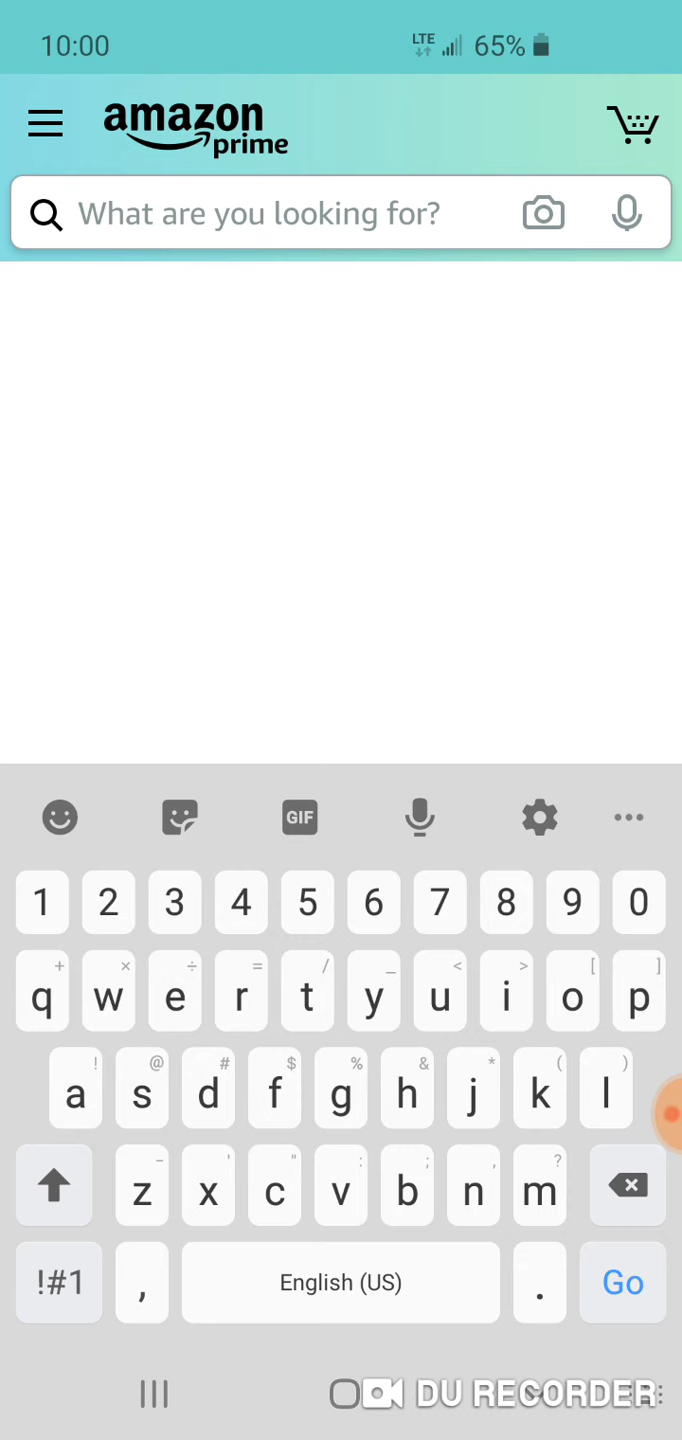 10:00 LTE 65%
amazon
prime
What are you looking for?
GIF
1 2 3 4 5 6 7 8 9 0
+ × ÷ = / _ < > [ ]
q w e r t y u i o p
! @ # $ % & * ( )
a s d f g h j k l
- ' " : ; , ?
z x c v b n m
!#1 , English (US) . Go
DU RECORDER